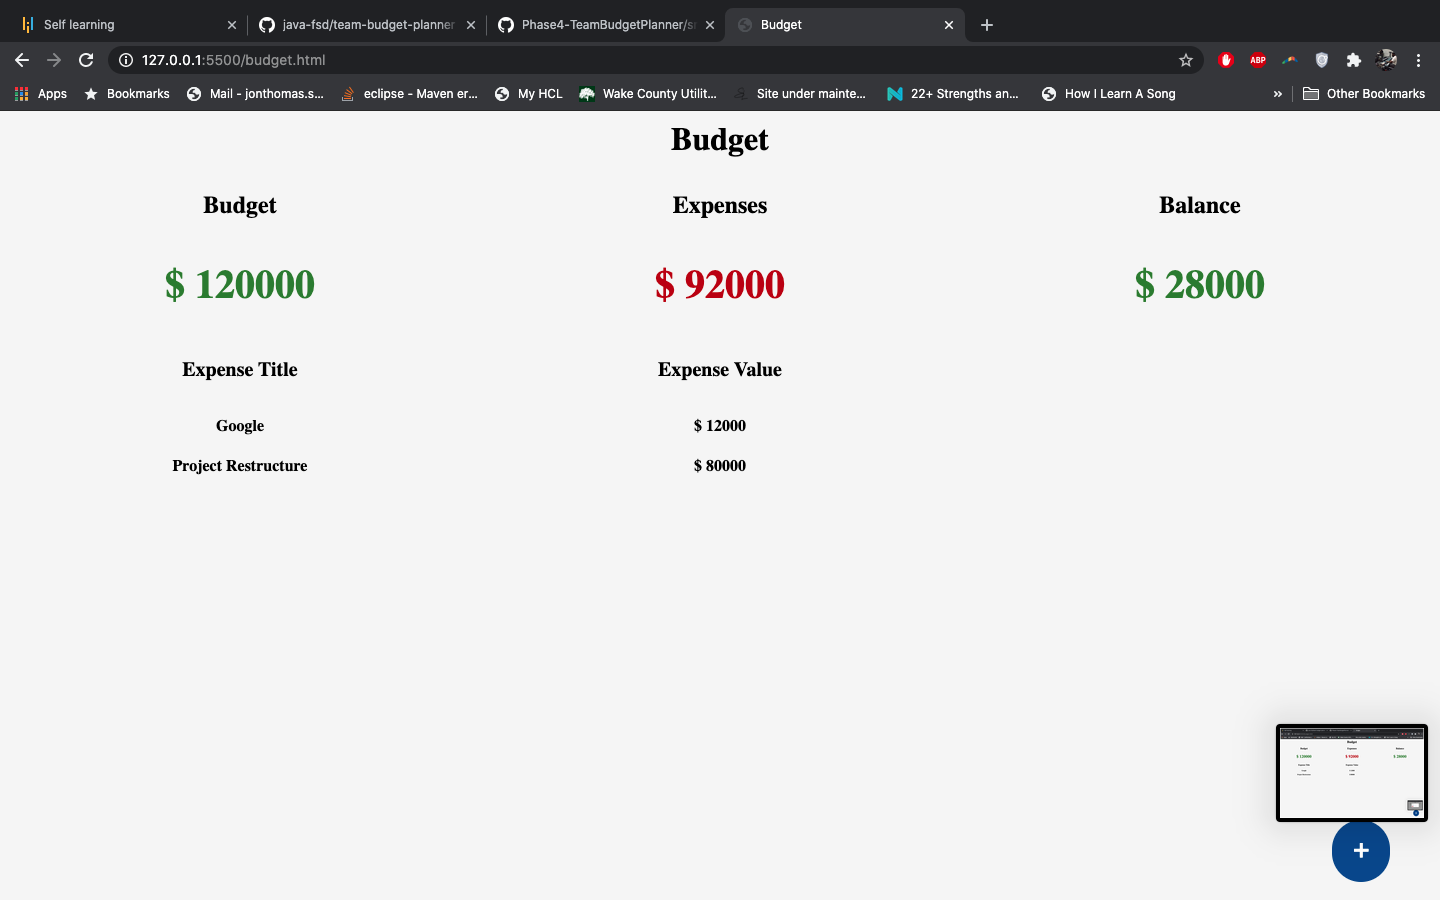 Self learning
java-fsd/team-budget-planner
Phase4-TeamBudgetPlanner/s
Budget
127.0.0.1:5500/budget.html
ABP
Apps
Bookmarks
Mail - jonthomas.s...
eclipse - Maven er...
My HCL
Wake County Utilit...
Site under mainte...
22+ Strengths an...
How I Learn A Song
»
Other Bookmarks
Budget
Budget
Expenses
Balance
$ 120000
$ 92000
$ 28000
Expense Title
Expense Value
Google
$ 12000
Project Restructure
$ 80000
+